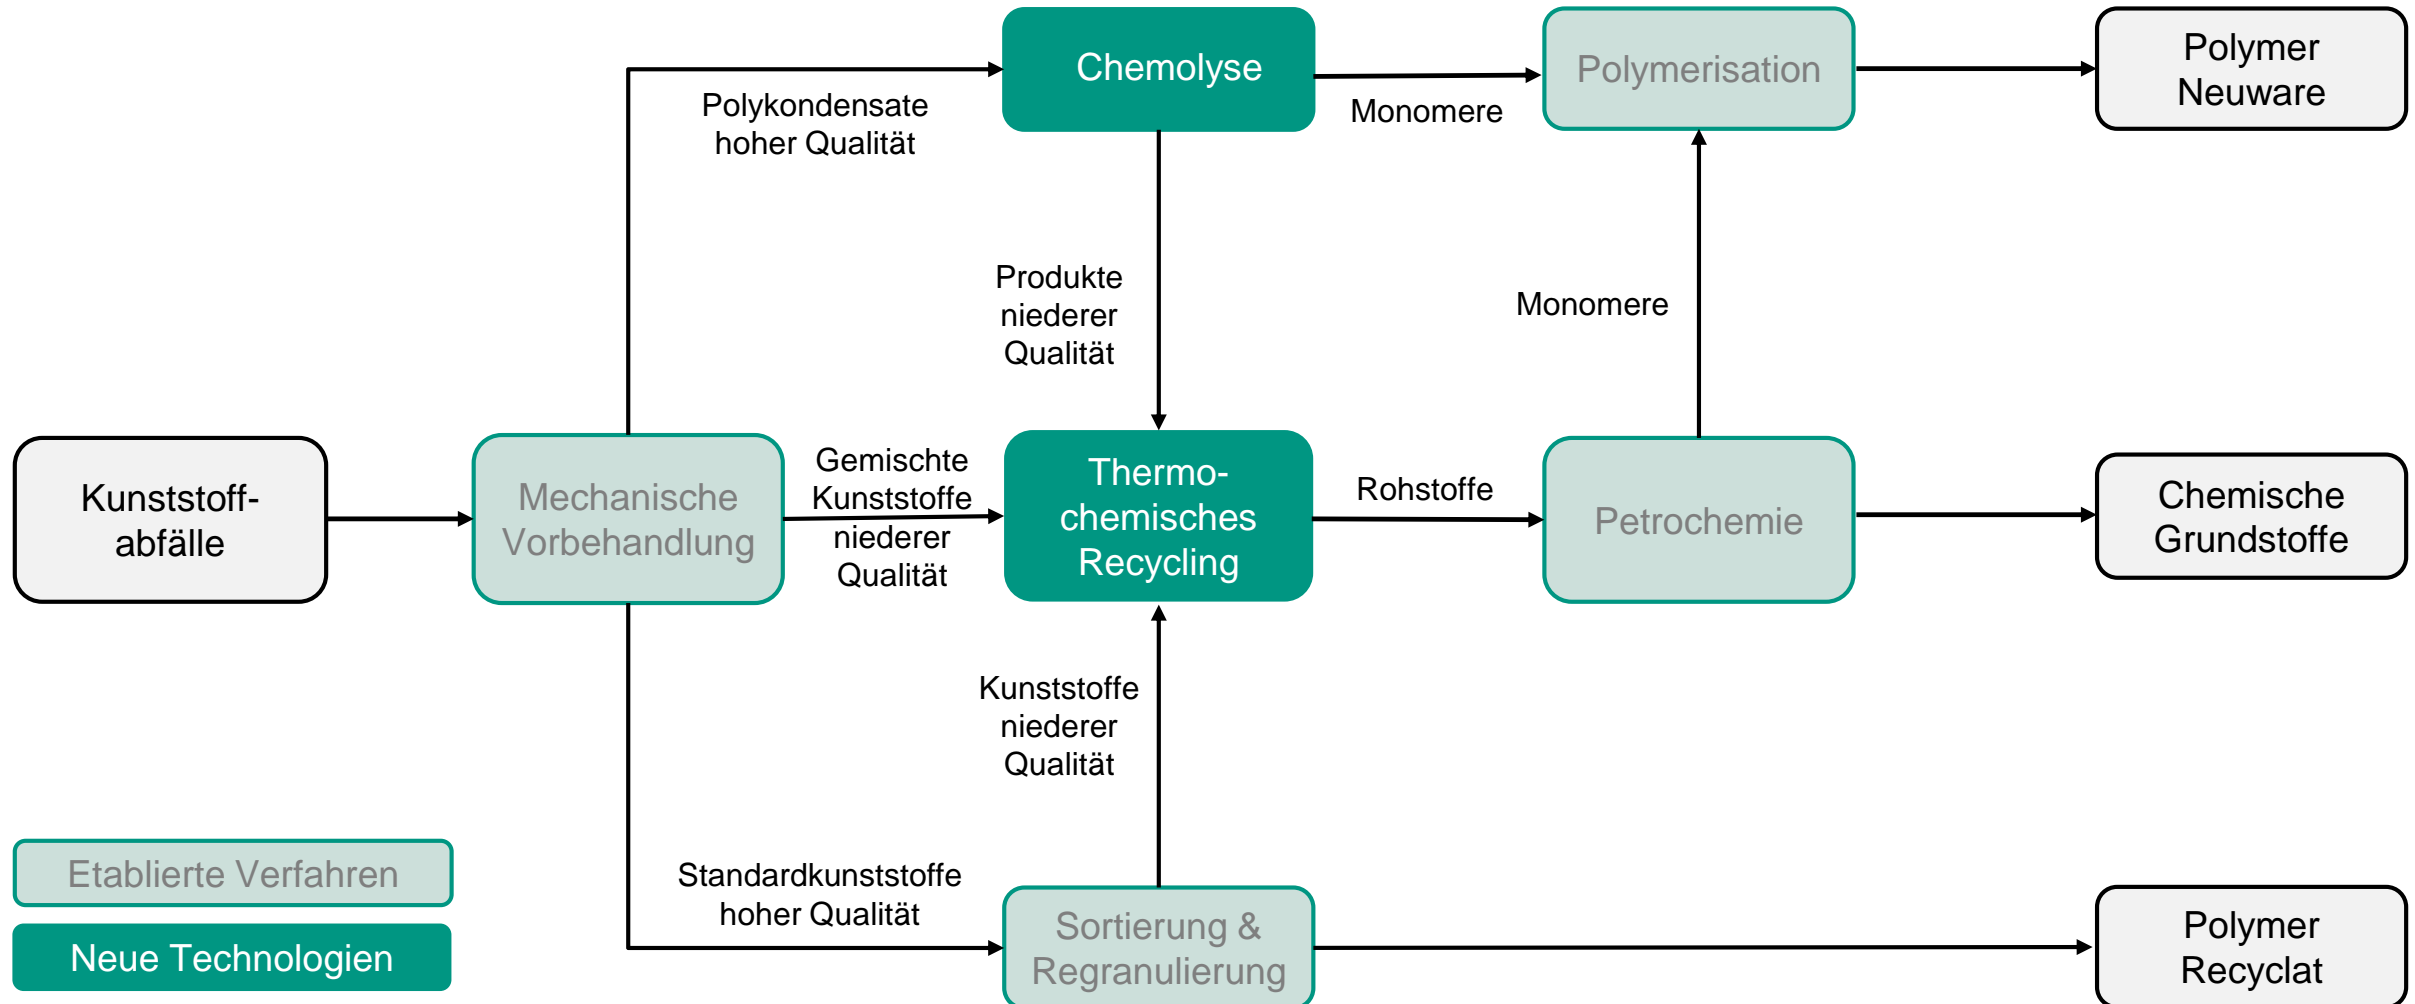 Chemolyse
Polymerisation
Polymer
Neuware
Polykondensate
hoher Qualität
Monomere
Produkte
niederer
Qualität
Monomere
Kunststoff-
abfälle
Mechanische
Vorbehandlung
Gemischte
Kunststoffe
niederer
Qualität
Thermo-
chemisches
Recycling
Rohstoffe
Petrochemie
Chemische
Grundstoffe
Kunststoffe
niederer
Qualität
Standardkunststoffe
hoher Qualität
Sortierung &
Regranulierung
Polymer
Recyclat
Etablierte Verfahren
Neue Technologien